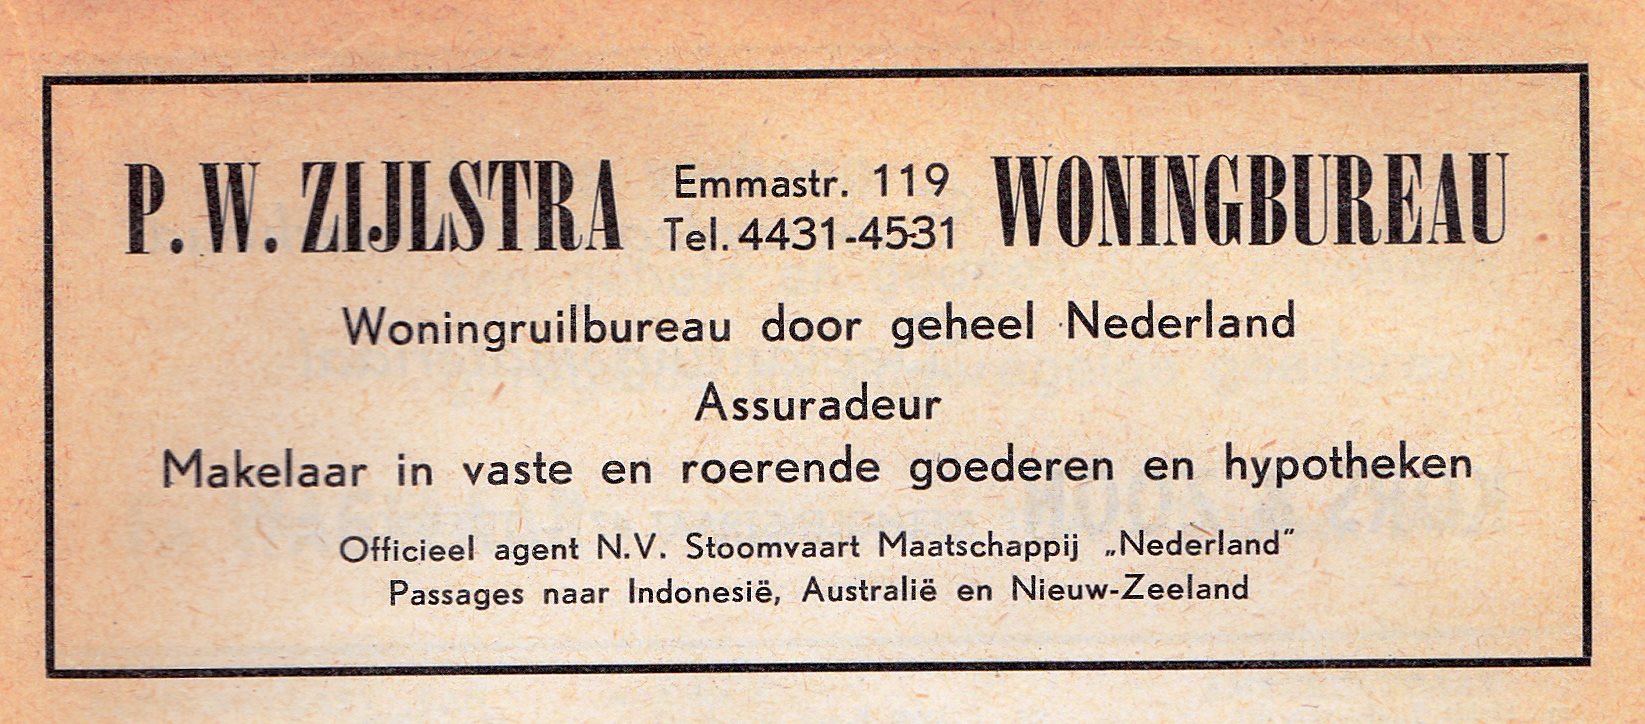 P. W. ZIJLSTRA Emmastr. 119 WONINGBUREAU
Tel. 4431-4531
Woningruilbureau door geheel Nederland
Assuradeur
Makelaar in vaste en roerende goederen en hypotheken
Officieel agent N.V. Stoomvaart Maatschappij „Nederland”
Passages naar Indonesië, Australië en Nieuw-Zeeland